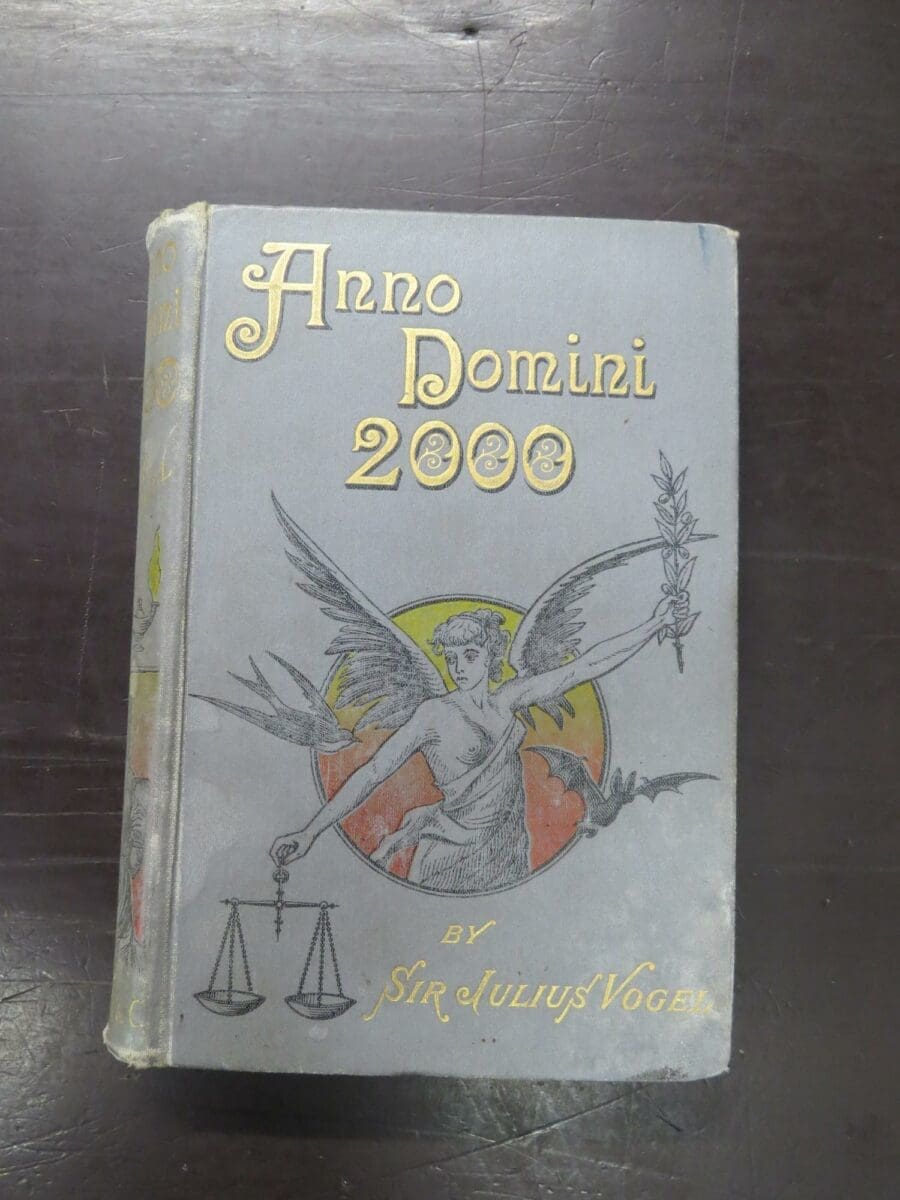 Anno
Domini
2000
BY
SIR JULIUS VOGEL